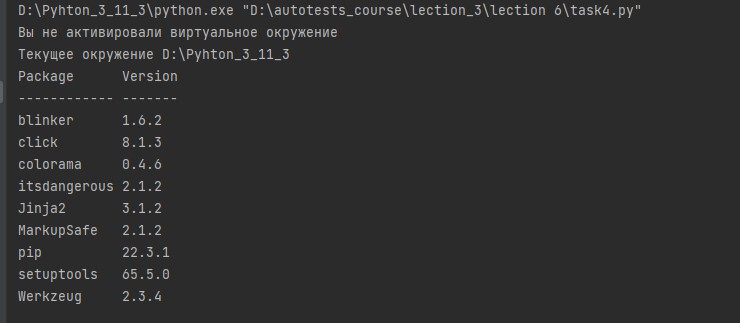 D:\Pyhton_3_11_3\python.exe "D:\autotests_course\lection_3\lection 6\task4.py"
Вы не активировали виртуальное окружение
Текущее окружение D:\Pyhton_3_11_3
Package      Version
------------ -------
blinker      1.6.2
click        8.1.3
colorama     0.4.6
itsdangerous 2.1.2
Jinja2       3.1.2
MarkupSafe   2.1.2
pip          22.3.1
setuptools   65.5.0
Werkzeug     2.3.4